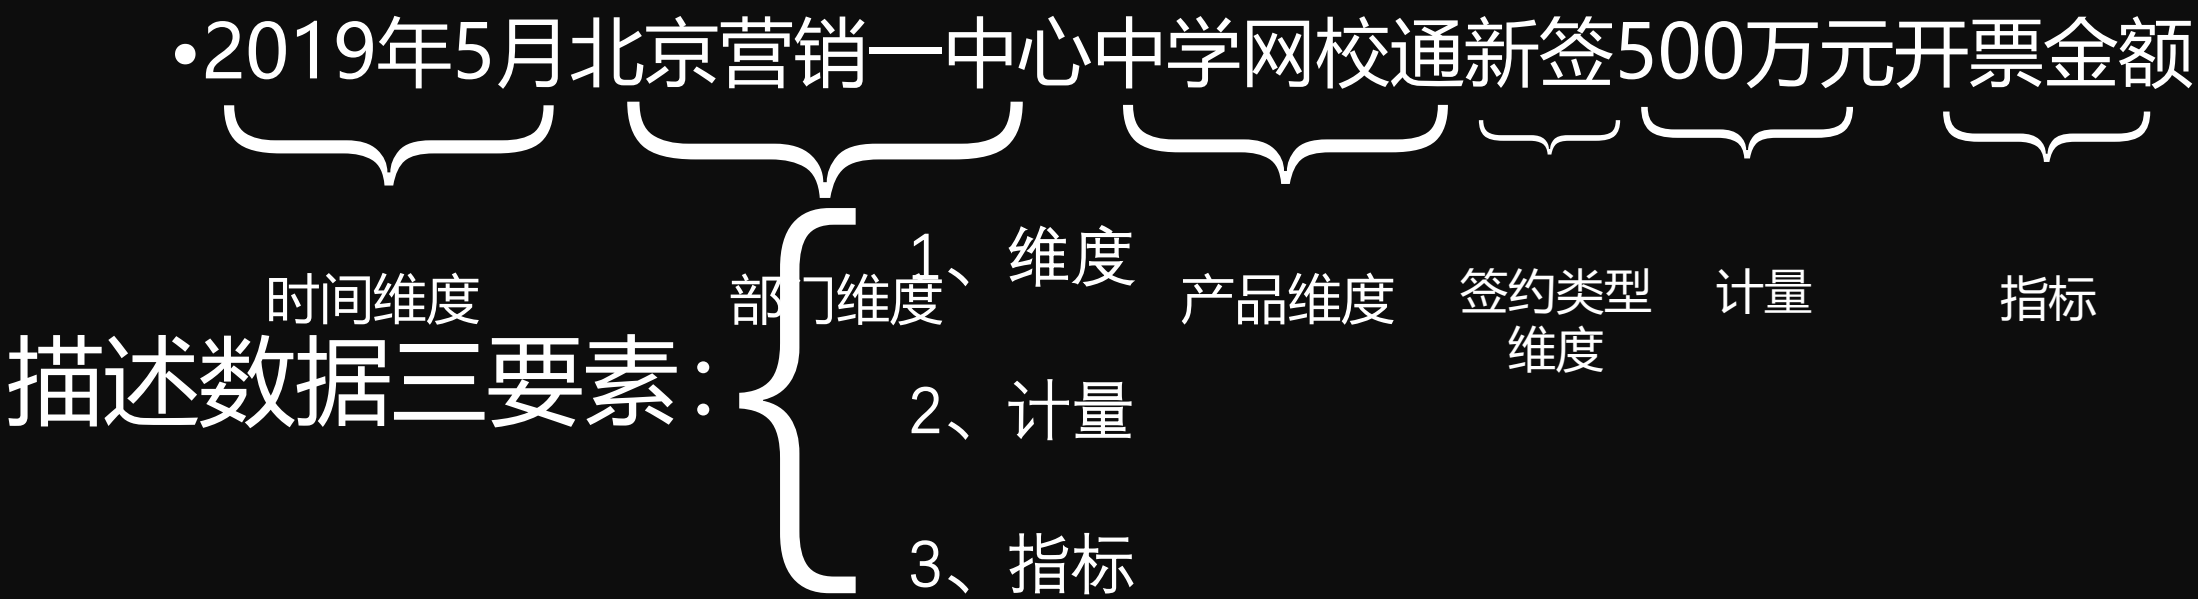 •2019年5月北京营销一中心中学网校通新签500万元开票金额
时间维度
部门维度
产品维度
签约类型
维度
计量
指标
描述数据三要素：
1、维度
2、计量
3、指标